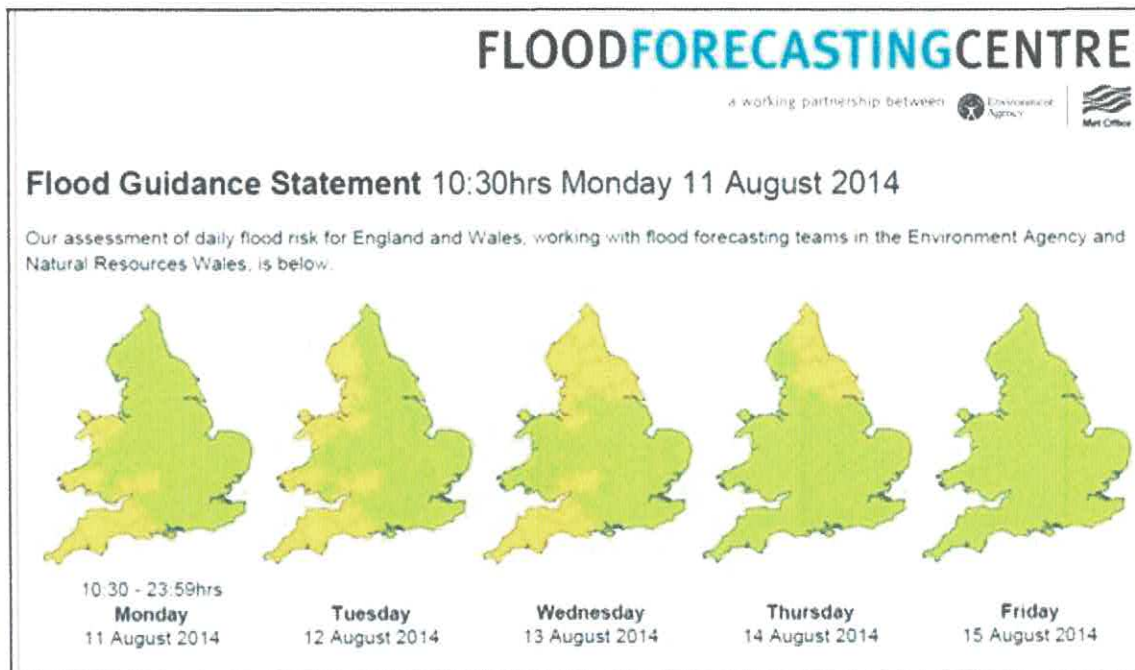 FLOODFORECASTINGCENTRE
a working partnership between Environment Agency Met Office
Flood Guidance Statement 10:30hrs Monday 11 August 2014
Our assessment of daily flood risk for England and Wales, working with flood forecasting teams in the Environment Agency and
Natural Resources Wales, is below.
10:30 - 23:59hrs
Monday Tuesday Wednesday Thursday Friday
11 August 2014 12 August 2014 13 August 2014 14 August 2014 15 August 2014